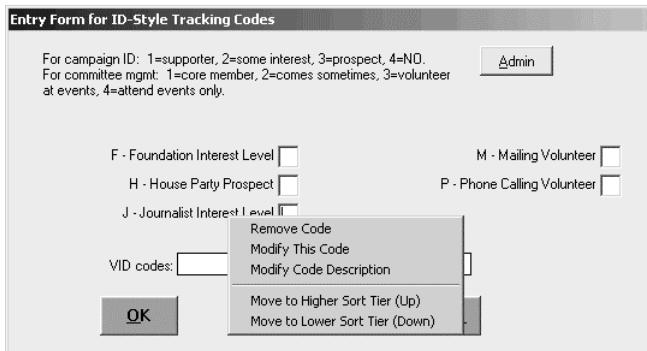 Entry Form for ID-Style Tracking Codes
For campaign ID: 1=supporter, 2=some interest, 3=prospect, 4=NO.
For committee mgmt: 1=core member, 2=comes sometimes, 3=volunteer
at events, 4=attend events only.
Admin
F - Foundation Interest Level
M - Mailing Volunteer
H - House Party Prospect
P - Phone Calling Volunteer
J - Journalist Interest Level
Remove Code
Modify This Code
VID codes:
Modify Code Description
Move to Higher Sort Tier (Up)
OK
Move to Lower Sort Tier (Down)